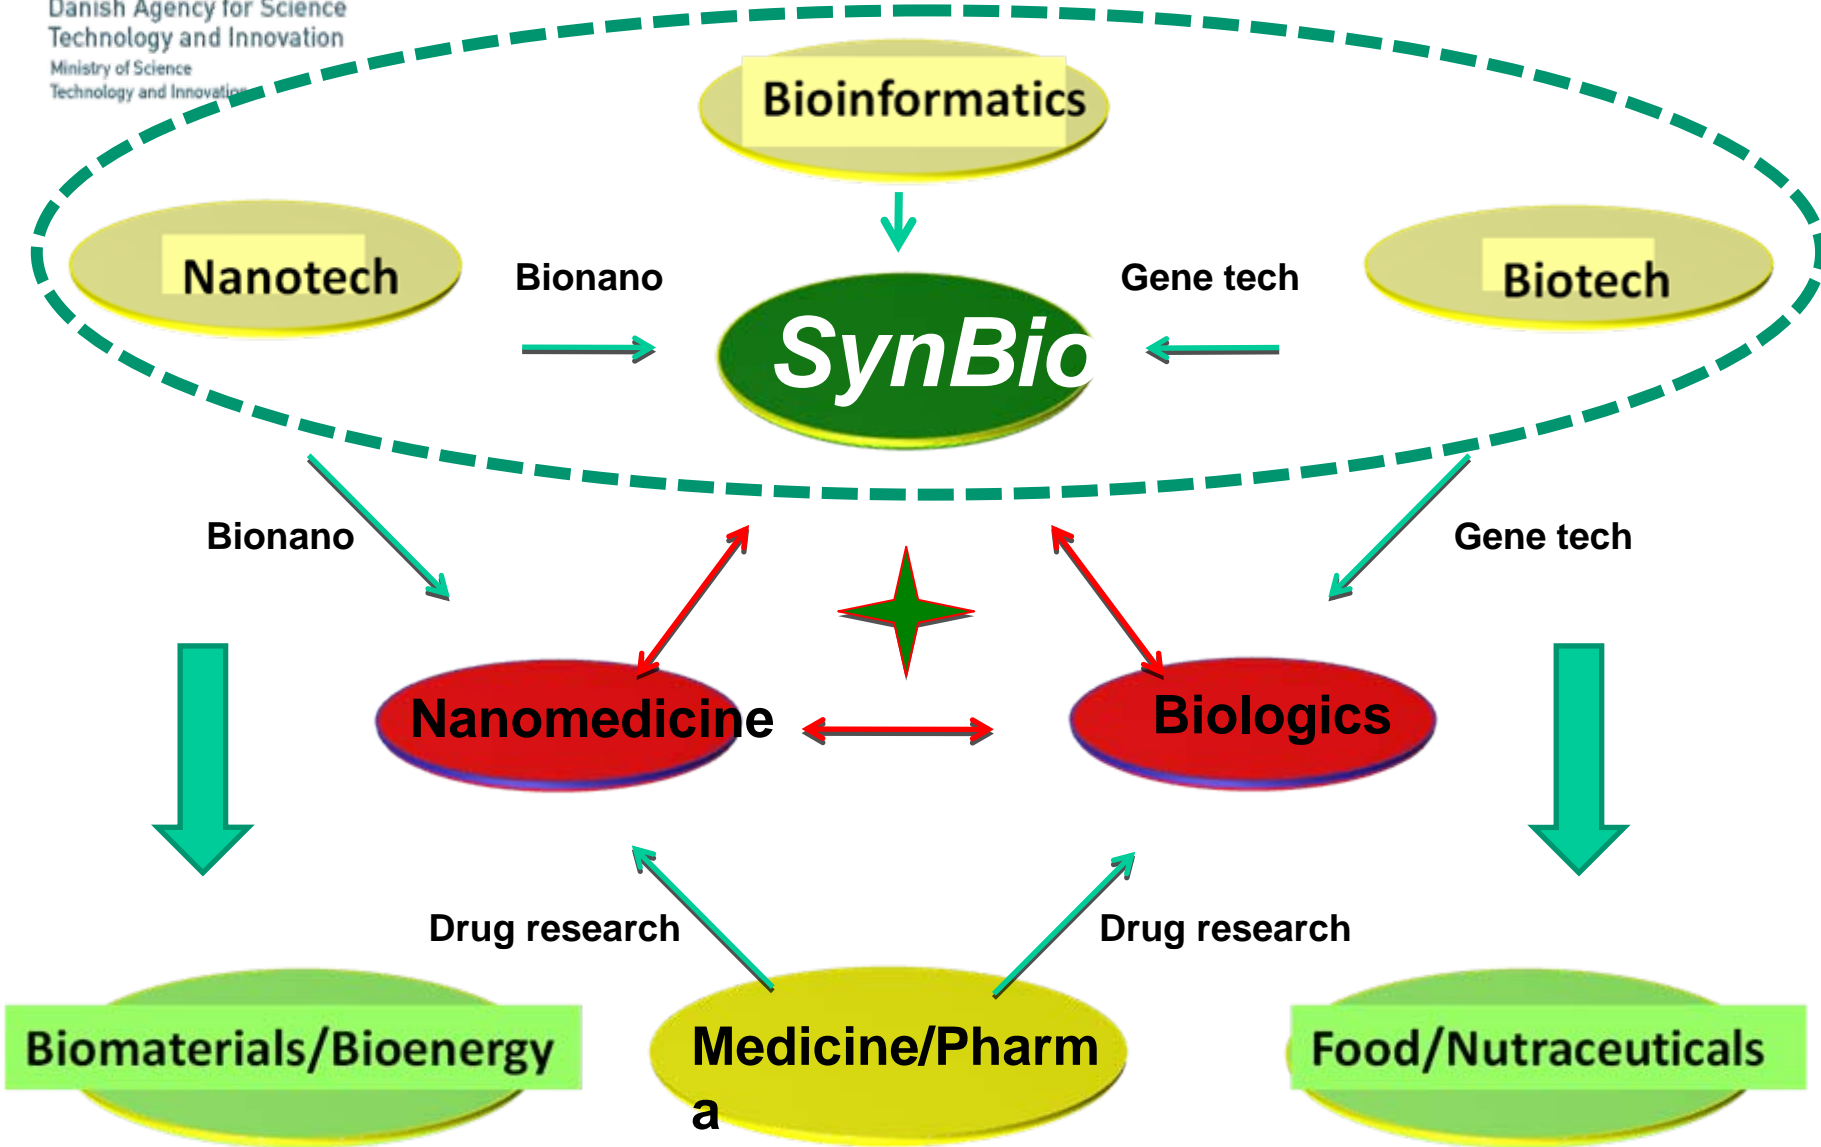 Danish Agency for Science
Technology and Innovation
Ministry of Science
Technology and Innovation
Bioinformatics
Nanotech
Bionano
Gene tech
Biotech
SynBio
Bionano
Gene tech
Nanomedicine
Biologics
Drug research
Drug research
Biomaterials/Bioenergy
Medicine/Pharm
a
Food/Nutraceuticals